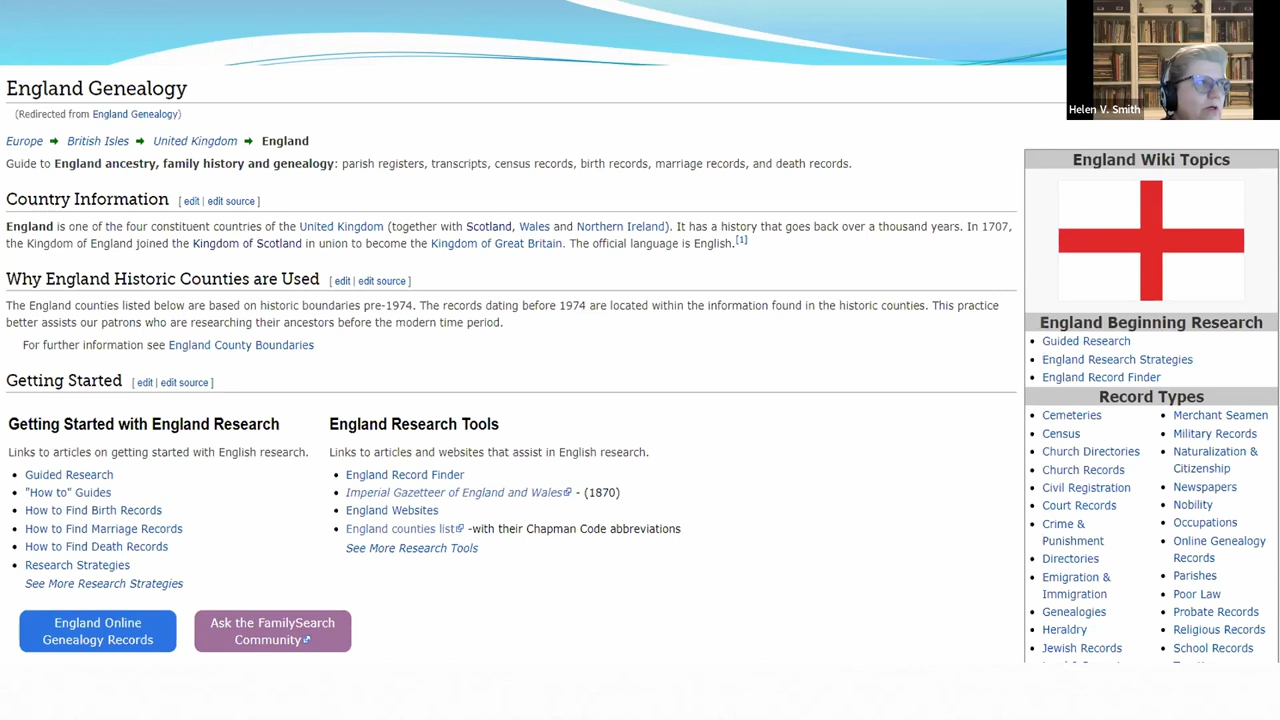 England Genealogy
(Redirected from England Genealogy)
Europe British Isles United Kingdom England
Guide to England ancestry, family history and genealogy: parish registers, transcripts, census records, birth records, marriage records, and death records.
Country Information [ edit | edit source ]
England is one of the four constituent countries of the United Kingdom (together with Scotland, Wales and Northern Ireland). It has a history that goes back over a thousand years. In 1707,
the Kingdom of England joined the Kingdom of Scotland in union to become the Kingdom of Great Britain. The official language is English.[1]
Why England Historic Counties are Used [ edit | edit source ]
The England counties listed below are based on historic boundaries pre-1974. The records dating before 1974 are located within the information found in the historic counties. This practice
better assists our patrons who are researching their ancestors before the modern time period.
For further information see England County Boundaries
Getting Started [ edit | edit source ]
Getting Started with England Research
Links to articles on getting started with English research.
Guided Research
"How to" Guides
How to Find Birth Records
How to Find Marriage Records
How to Find Death Records
Research Strategies
See More Research Strategies
England Research Tools
Links to articles and websites that assist in English research.
England Record Finder
Imperial Gazetteer of England and Wales - (1870)
England Websites
England counties list -with their Chapman Code abbreviations
See More Research Tools
England Online
Genealogy Records
Ask the FamilySearch
Community
Helen V. Smith
England Wiki Topics
England Beginning Research
Guided Research
England Research Strategies
England Record Finder
Record Types
Cemeteries
Census
Church Directories
Church Records
Civil Registration
Court Records
Crime &
Punishment
Directories
Emigration &
Immigration
Genealogies
Heraldry
Jewish Records
Merchant Seamen
Military Records
Naturalization &
Citizenship
Newspapers
Nobility
Occupations
Online Genealogy
Records
Parishes
Poor Law
Probate Records
Religious Records
School Records